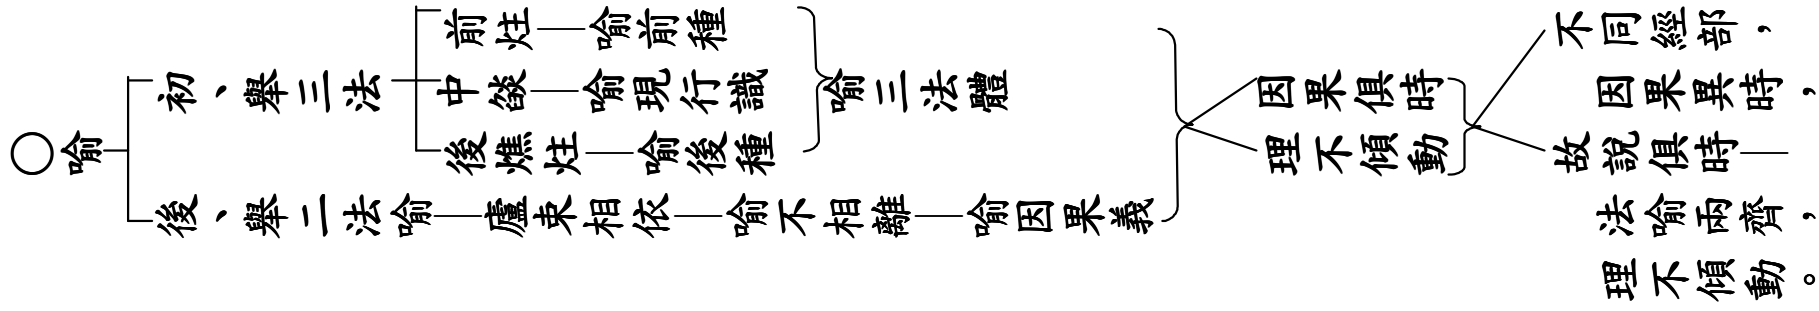 ○喻
初、舉三法
前炷—喻前種
中燄—喻現行識
後燋炷—喻後種
喻三法體
後、舉二法喻—廬束相依—喻不相離—喻因果義
因果俱時
理不傾動
不同經部，
因果異時，
故說俱時—
法喻兩齊，
理不傾動。